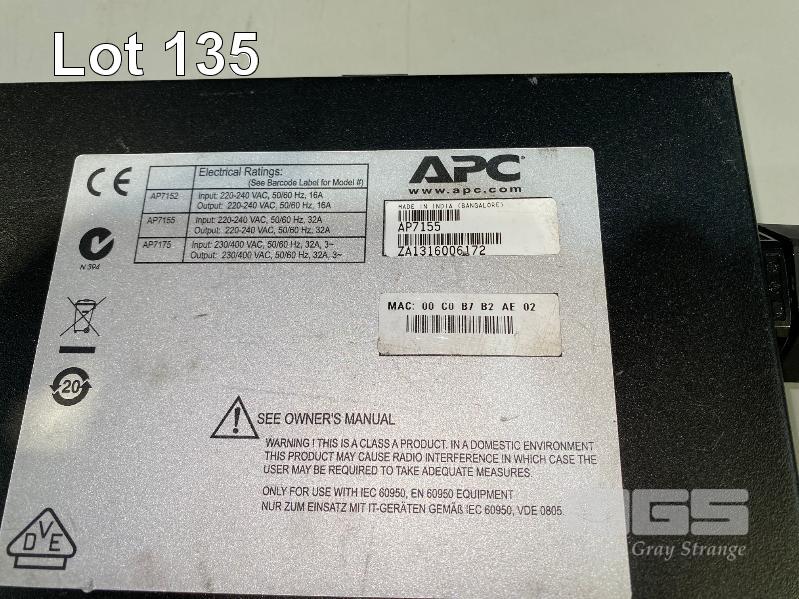 Lot 135
Electrical Ratings:
(See Barcode Label for Model #)
AP7152
Input: 220-240 VAC, 50/60 Hz, 16A
Output: 220-240 VAC, 50/60 Hz, 16A
AP7155
Input: 220-240 VAC, 50/60 Hz, 32A
Output: 220-240 VAC, 50/60 Hz, 32A
AP7175
Input: 230/400 VAC, 50/60 Hz, 32A, 3~
Output: 230/400 VAC, 50/60 Hz, 32A, 3~
CE
N394
20
APC
www.apc.com
MADE IN INDIA (BANGALORE)
AP7155
ZA1316006172
MAC: 00 C0 B7 B2 AE 02
SEE OWNER'S MANUAL
WARNING ! THIS IS A CLASS A PRODUCT. IN A DOMESTIC ENVIRONMENT
THIS PRODUCT MAY CAUSE RADIO INTERFERENCE IN WHICH CASE THE
USER MAY BE REQUIRED TO TAKE ADEQUATE MEASURES.
ONLY FOR USE WITH IEC 60950, EN 60950 EQUIPMENT
NUR ZUM EINSATZ MIT IT-GERÄTEN GEMÄß IEC 60950, VDE 0805.
DVE
Gray Strange